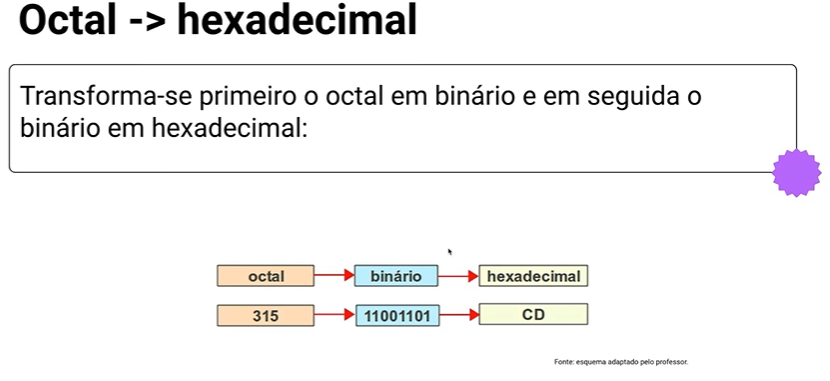 Octal -> hexadecimal
Transforma-se primeiro o octal em binário e em seguida o
binário em hexadecimal:
octal binário hexadecimal
315 11001101 CD
Fonte: esquema adaptado pelo professor.